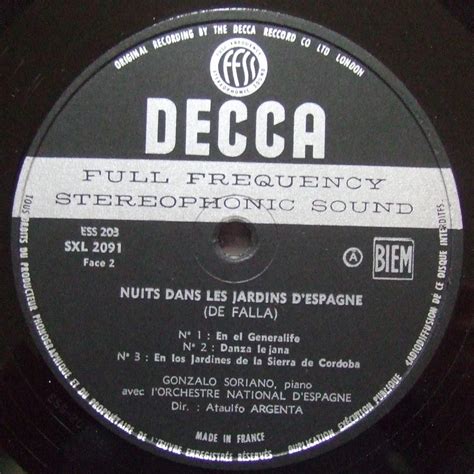 ORIGINAL RECORDING BY THE DECCA RECORD CO LTD LONDON
FULL FREQUENCY
ffss
STEREOPHONIC SOUND
DECCA
FULL FREQUENCY
STEREOPHONIC SOUND
ESS 203
SXL 2091
Face 2
A
BIEM
NUITS DANS LES JARDINS D'ESPAGNE
(DE FALLA)
N° 1 : En el Generalife
N° 2 : Danza lejana
N° 3 : En los Jardines de la Sierra de Cordoba
GONZALO SORIANO, piano
avec l'ORCHESTRE NATIONAL D'ESPAGNE
Dir. : Ataulfo ARGENTA
MADE IN FRANCE
TOUS DROITS DU PRODUCTEUR PHONOGRAPHIQUE ET DU PROPRIÉTAIRE DE L'ŒUVRE ENREGISTRÉE RÉSERVÉS - DUPLICATION EXÉCUTION PUBLIQUE RADIODIFFUSION DE CE DISQUE INTERDITES.